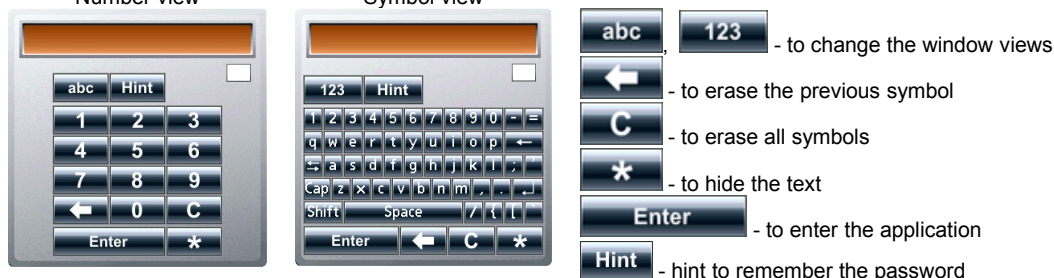 Number view
Symbol view
abc Hint
1 2 3
4 5 6
7 8 9
0 C
Enter *
123 Hint
1 2 3 4 5 6 7 8 9 0 - =
q w e r t y u i o p ←
⇆ a s d f g h j k l ; '
Cap z x c v b n m , . ↵
Shift Space / { [
Enter C *
abc , 123 - to change the window views
- to erase the previous symbol
C - to erase all symbols
* - to hide the text
Enter - to enter the application
Hint - hint to remember the password